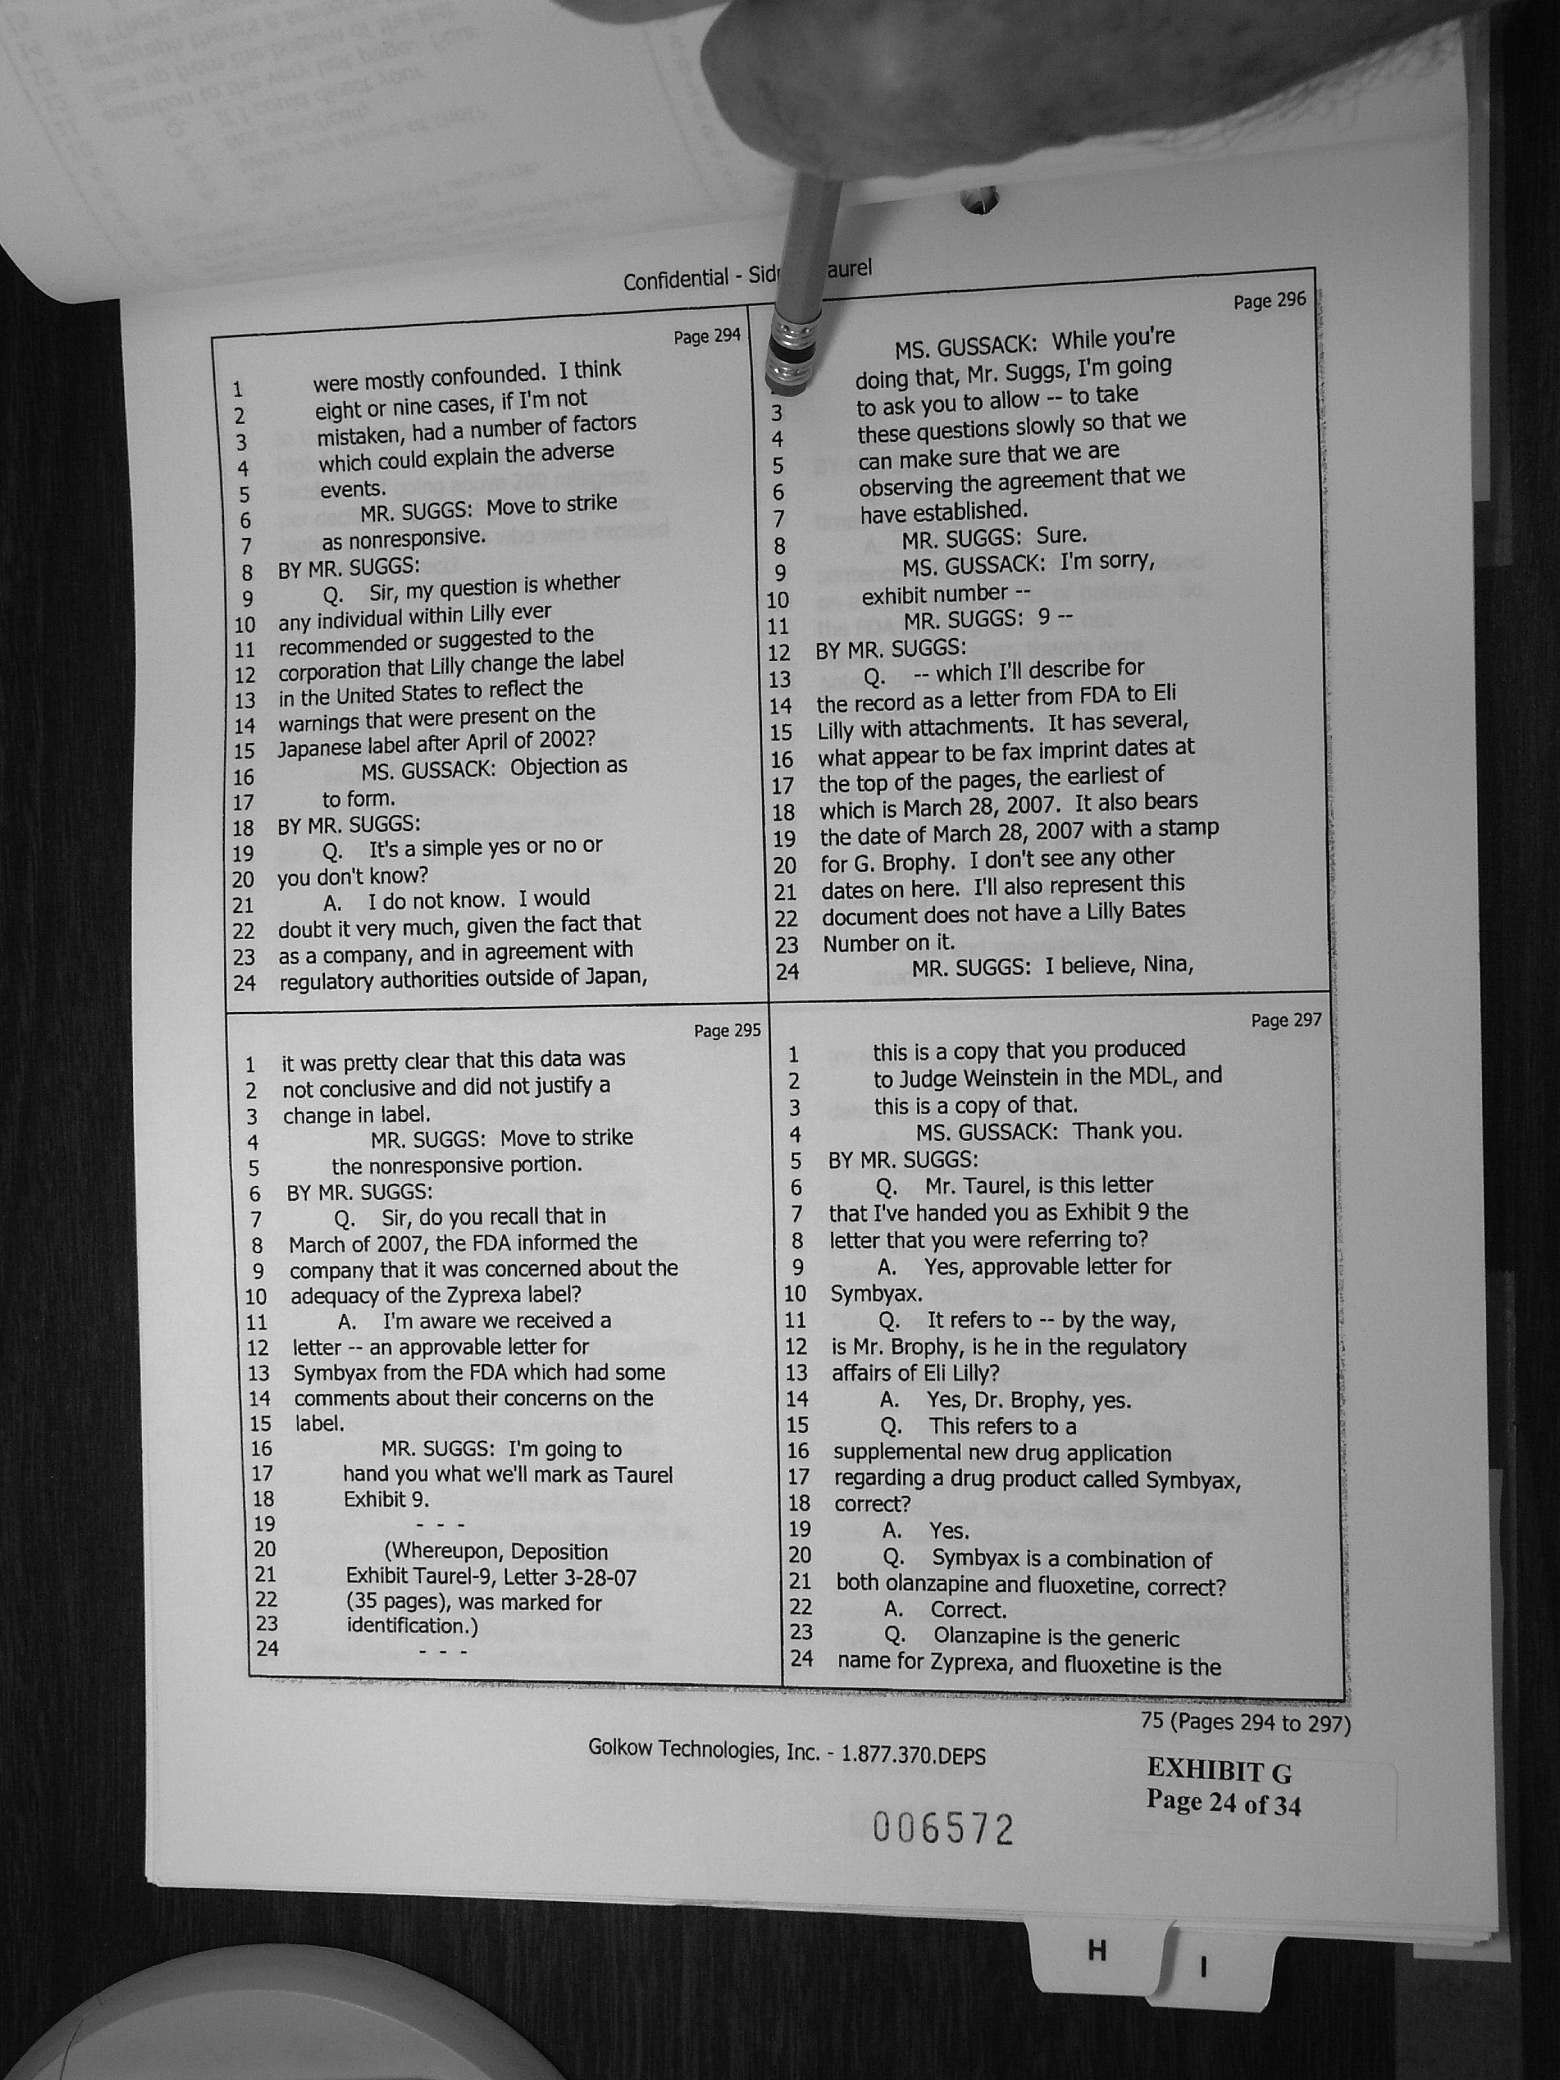 Confidential - Sid aurel
Page 294
1 were mostly confounded. I think
2 eight or nine cases, if I'm not
3 mistaken, had a number of factors
4 which could explain the adverse
5 events.
6 MR. SUGGS: Move to strike
7 as nonresponsive.
8 BY MR. SUGGS:
9 Q. Sir, my question is whether
10 any individual within Lilly ever
11 recommended or suggested to the
12 corporation that Lilly change the label
13 in the United States to reflect the
14 warnings that were present on the
15 Japanese label after April of 2002?
16 MS. GUSSACK: Objection as
17 to form.
18 BY MR. SUGGS:
19 Q. It's a simple yes or no or
20 you don't know?
21 A. I do not know. I would
22 doubt it very much, given the fact that
23 as a company, and in agreement with
24 regulatory authorities outside of Japan,
Page 295
1 it was pretty clear that this data was
2 not conclusive and did not justify a
3 change in label.
4 MR. SUGGS: Move to strike
5 the nonresponsive portion.
6 BY MR. SUGGS:
7 Q. Sir, do you recall that in
8 March of 2007, the FDA informed the
9 company that it was concerned about the
10 adequacy of the Zyprexa label?
11 A. I'm aware we received a
12 letter -- an approvable letter for
13 Symbyax from the FDA which had some
14 comments about their concerns on the
15 label.
16 MR. SUGGS: I'm going to
17 hand you what we'll mark as Taurel
18 Exhibit 9.
19 - - -
20 (Whereupon, Deposition
21 Exhibit Taurel-9, Letter 3-28-07
22 (35 pages), was marked for
23 identification.)
24 - - -
Page 296
MS. GUSSACK: While you're
doing that, Mr. Suggs, I'm going
3 to ask you to allow -- to take
4 these questions slowly so that we
5 can make sure that we are
6 observing the agreement that we
7 have established.
8 MR. SUGGS: Sure.
9 MS. GUSSACK: I'm sorry,
10 exhibit number --
11 MR. SUGGS: 9 --
12 BY MR. SUGGS:
13 Q. -- which I'll describe for
14 the record as a letter from FDA to Eli
15 Lilly with attachments. It has several,
16 what appear to be fax imprint dates at
17 the top of the pages, the earliest of
18 which is March 28, 2007. It also bears
19 the date of March 28, 2007 with a stamp
20 for G. Brophy. I don't see any other
21 dates on here. I'll also represent this
22 document does not have a Lilly Bates
23 Number on it.
24 MR. SUGGS: I believe, Nina,
Page 297
1 this is a copy that you produced
2 to Judge Weinstein in the MDL, and
3 this is a copy of that.
4 MS. GUSSACK: Thank you.
5 BY MR. SUGGS:
6 Q. Mr. Taurel, is this letter
7 that I've handed you as Exhibit 9 the
8 letter that you were referring to?
9 A. Yes, approvable letter for
10 Symbyax.
11 Q. It refers to -- by the way,
12 is Mr. Brophy, is he in the regulatory
13 affairs of Eli Lilly?
14 A. Yes, Dr. Brophy, yes.
15 Q. This refers to a
16 supplemental new drug application
17 regarding a drug product called Symbyax,
18 correct?
19 A. Yes.
20 Q. Symbyax is a combination of
21 both olanzapine and fluoxetine, correct?
22 A. Correct.
23 Q. Olanzapine is the generic
24 name for Zyprexa, and fluoxetine is the
75 (Pages 294 to 297)
Golkow Technologies, Inc. - 1.877.370.DEPS
EXHIBIT G
Page 24 of 34
006572
H
I